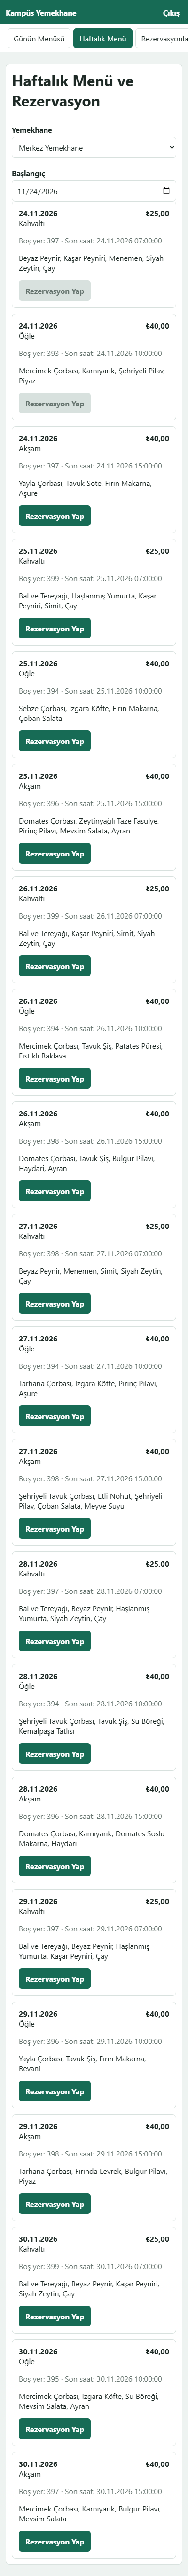 Kampüs Yemekhane
Çıkış
Günün Menüsü
Haftalık Menü
Rezervasyonla
Haftalık Menü ve
Rezervasyon
Yemekhane
Merkez Yemekhane
Başlangıç
11/24/2026
24.11.2026 ₺25,00
Kahvaltı
Boş yer: 397 · Son saat: 24.11.2026 07:00:00
Beyaz Peynir, Kaşar Peyniri, Menemen, Siyah
Zeytin, Çay
Rezervasyon Yap
24.11.2026 ₺40,00
Öğle
Boş yer: 393 · Son saat: 24.11.2026 10:00:00
Mercimek Çorbası, Karnıyarık, Şehriyeli Pilav,
Piyaz
Rezervasyon Yap
24.11.2026 ₺40,00
Akşam
Boş yer: 397 · Son saat: 24.11.2026 15:00:00
Yayla Çorbası, Tavuk Sote, Fırın Makarna,
Aşure
Rezervasyon Yap
25.11.2026 ₺25,00
Kahvaltı
Boş yer: 399 · Son saat: 25.11.2026 07:00:00
Bal ve Tereyağı, Haşlanmış Yumurta, Kaşar
Peyniri, Simit, Çay
Rezervasyon Yap
25.11.2026 ₺40,00
Öğle
Boş yer: 394 · Son saat: 25.11.2026 10:00:00
Sebze Çorbası, Izgara Köfte, Fırın Makarna,
Çoban Salata
Rezervasyon Yap
25.11.2026 ₺40,00
Akşam
Boş yer: 396 · Son saat: 25.11.2026 15:00:00
Domates Çorbası, Zeytinyağlı Taze Fasulye,
Pirinç Pilavı, Mevsim Salata, Ayran
Rezervasyon Yap
26.11.2026 ₺25,00
Kahvaltı
Boş yer: 399 · Son saat: 26.11.2026 07:00:00
Bal ve Tereyağı, Kaşar Peyniri, Simit, Siyah
Zeytin, Çay
Rezervasyon Yap
26.11.2026 ₺40,00
Öğle
Boş yer: 394 · Son saat: 26.11.2026 10:00:00
Mercimek Çorbası, Tavuk Şiş, Patates Püresi,
Fıstıklı Baklava
Rezervasyon Yap
26.11.2026 ₺40,00
Akşam
Boş yer: 398 · Son saat: 26.11.2026 15:00:00
Domates Çorbası, Tavuk Şiş, Bulgur Pilavı,
Haydari, Ayran
Rezervasyon Yap
27.11.2026 ₺25,00
Kahvaltı
Boş yer: 398 · Son saat: 27.11.2026 07:00:00
Beyaz Peynir, Menemen, Simit, Siyah Zeytin,
Çay
Rezervasyon Yap
27.11.2026 ₺40,00
Öğle
Boş yer: 394 · Son saat: 27.11.2026 10:00:00
Tarhana Çorbası, Izgara Köfte, Pirinç Pilavı,
Aşure
Rezervasyon Yap
27.11.2026 ₺40,00
Akşam
Boş yer: 398 · Son saat: 27.11.2026 15:00:00
Şehriyeli Tavuk Çorbası, Etli Nohut, Şehriyeli
Pilav, Çoban Salata, Meyve Suyu
Rezervasyon Yap
28.11.2026 ₺25,00
Kahvaltı
Boş yer: 397 · Son saat: 28.11.2026 07:00:00
Bal ve Tereyağı, Beyaz Peynir, Haşlanmış
Yumurta, Siyah Zeytin, Çay
Rezervasyon Yap
28.11.2026 ₺40,00
Öğle
Boş yer: 394 · Son saat: 28.11.2026 10:00:00
Şehriyeli Tavuk Çorbası, Tavuk Şiş, Su Böreği,
Kemalpaşa Tatlısı
Rezervasyon Yap
28.11.2026 ₺40,00
Akşam
Boş yer: 396 · Son saat: 28.11.2026 15:00:00
Domates Çorbası, Karnıyarık, Domates Soslu
Makarna, Haydari
Rezervasyon Yap
29.11.2026 ₺25,00
Kahvaltı
Boş yer: 397 · Son saat: 29.11.2026 07:00:00
Bal ve Tereyağı, Beyaz Peynir, Haşlanmış
Yumurta, Kaşar Peyniri, Çay
Rezervasyon Yap
29.11.2026 ₺40,00
Öğle
Boş yer: 396 · Son saat: 29.11.2026 10:00:00
Yayla Çorbası, Tavuk Şiş, Fırın Makarna,
Revani
Rezervasyon Yap
29.11.2026 ₺40,00
Akşam
Boş yer: 398 · Son saat: 29.11.2026 15:00:00
Tarhana Çorbası, Fırında Levrek, Bulgur Pilavı,
Piyaz
Rezervasyon Yap
30.11.2026 ₺25,00
Kahvaltı
Boş yer: 399 · Son saat: 30.11.2026 07:00:00
Bal ve Tereyağı, Beyaz Peynir, Kaşar Peyniri,
Siyah Zeytin, Çay
Rezervasyon Yap
30.11.2026 ₺40,00
Öğle
Boş yer: 395 · Son saat: 30.11.2026 10:00:00
Mercimek Çorbası, Izgara Köfte, Su Böreği,
Mevsim Salata, Ayran
Rezervasyon Yap
30.11.2026 ₺40,00
Akşam
Boş yer: 397 · Son saat: 30.11.2026 15:00:00
Mercimek Çorbası, Karnıyarık, Bulgur Pilavı,
Mevsim Salata
Rezervasyon Yap